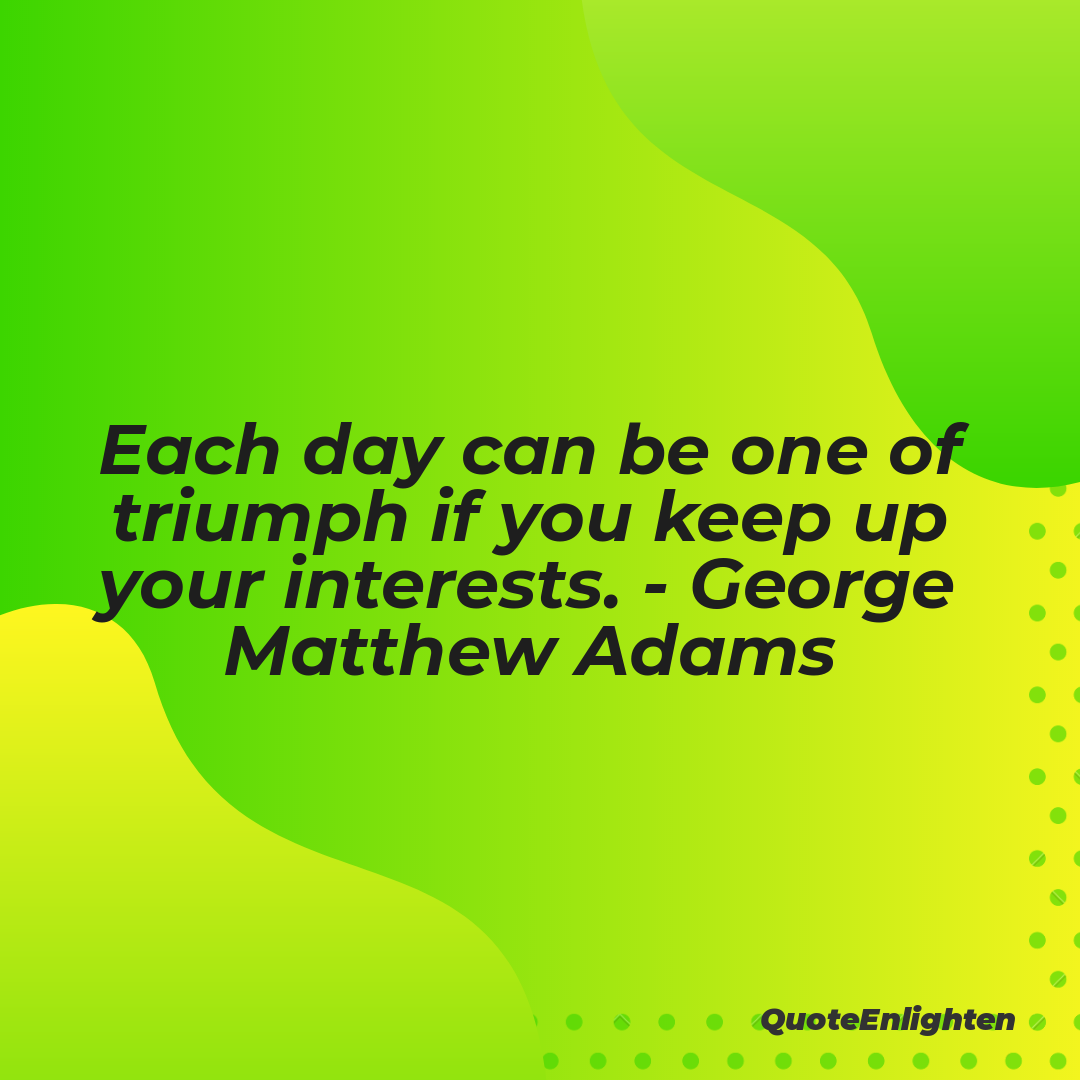 Each day can be one of
triumph if you keep up
your interests. - George
Matthew Adams
QuoteEnlighten